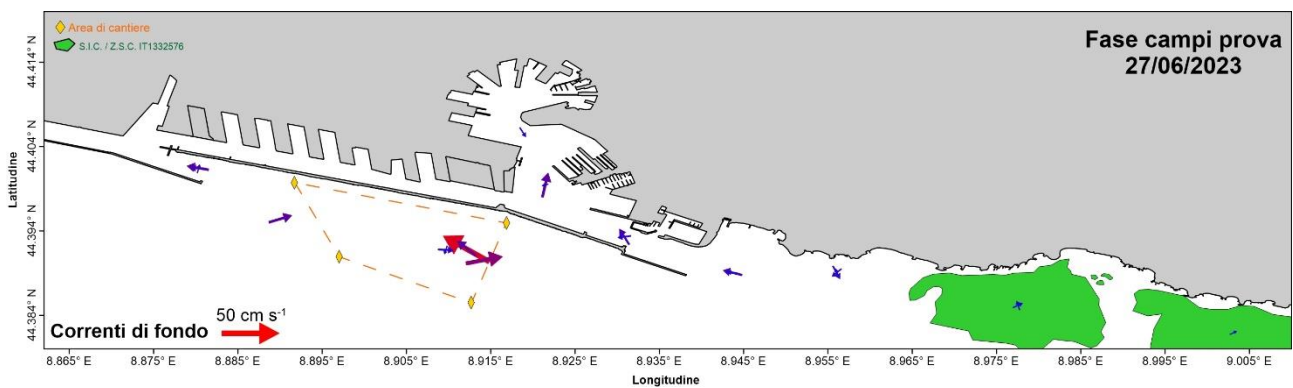 Area di cantiere
S.I.C. / Z.S.C. IT1332576
Fase campi prova
27/06/2023
44.414° N
44.404° N
44.394° N
44.384° N
Latitudine
Correnti di fondo
50 cm s⁻¹
8.865° E 8.875° E 8.885° E 8.895° E 8.905° E 8.915° E 8.925° E 8.935° E 8.945° E 8.955° E 8.965° E 8.975° E 8.985° E 8.995° E 9.005° E
Longitudine